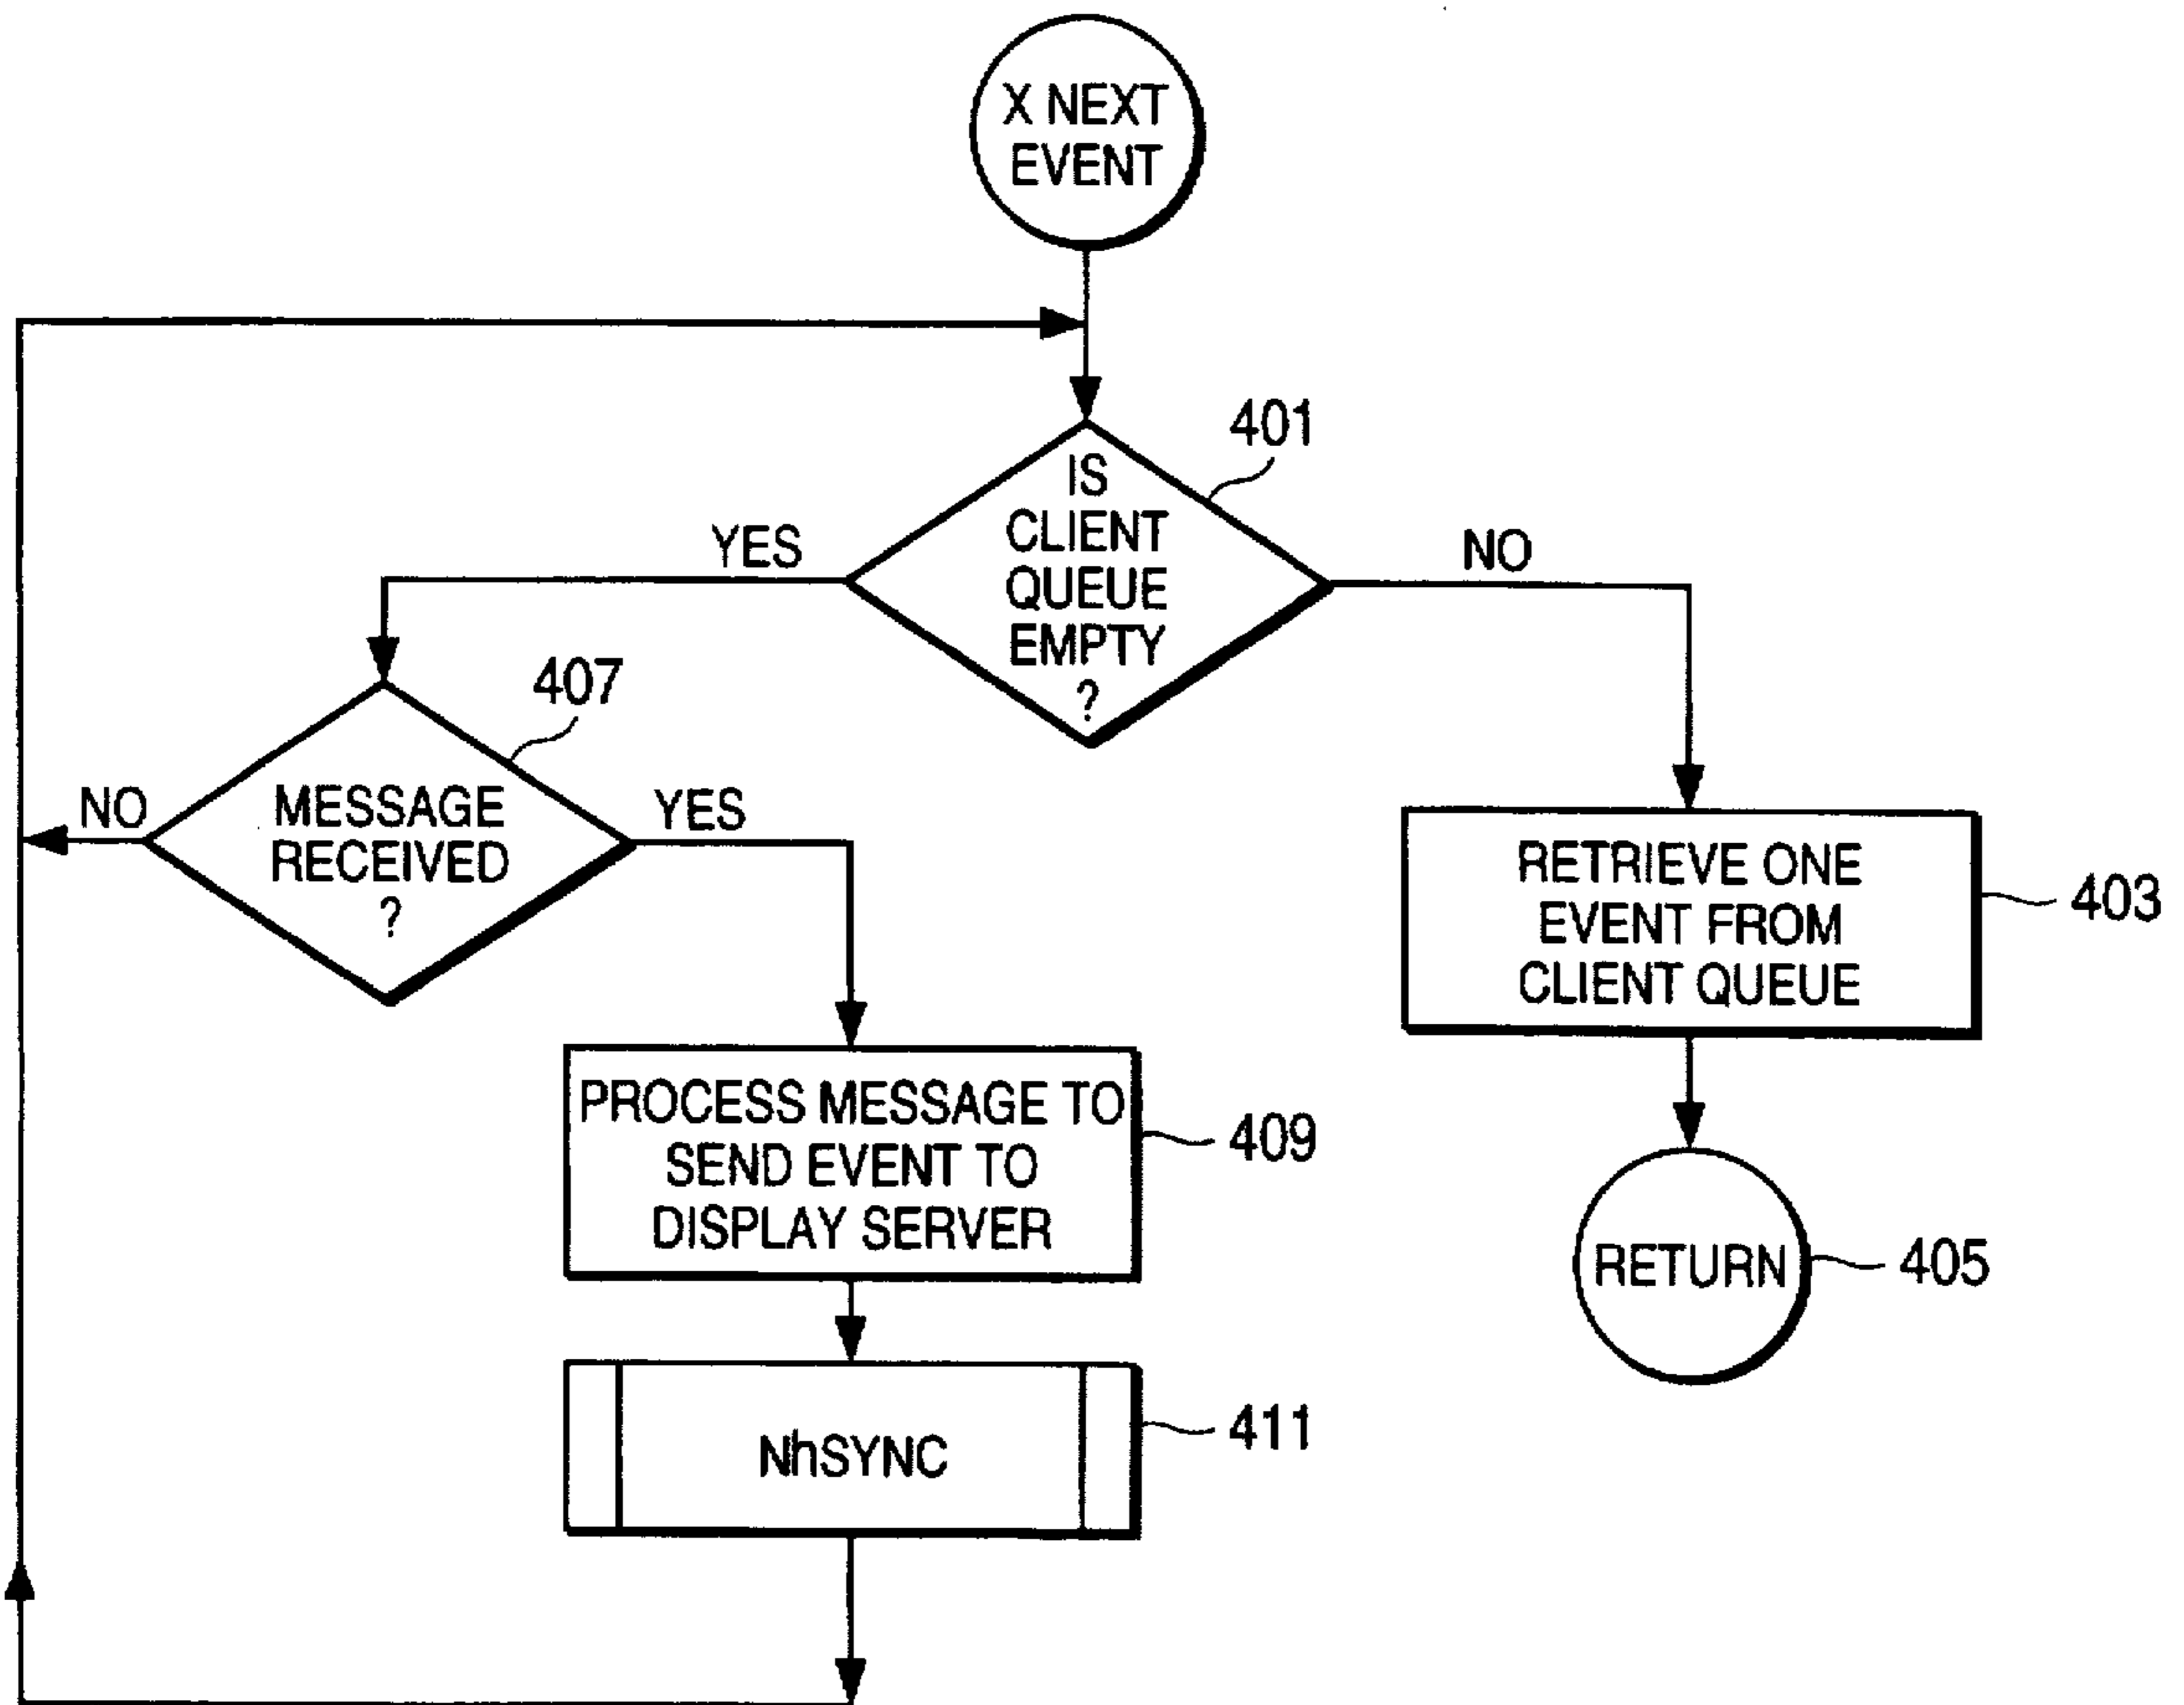 X NEXT
EVENT
401
IS
CLIENT
QUEUE
EMPTY
?
YES
NO
407
MESSAGE
RECEIVED
?
NO
YES
RETRIEVE ONE
EVENT FROM
CLIENT QUEUE
403
PROCESS MESSAGE TO
SEND EVENT TO
DISPLAY SERVER
409
RETURN
405
NhSYNC
411